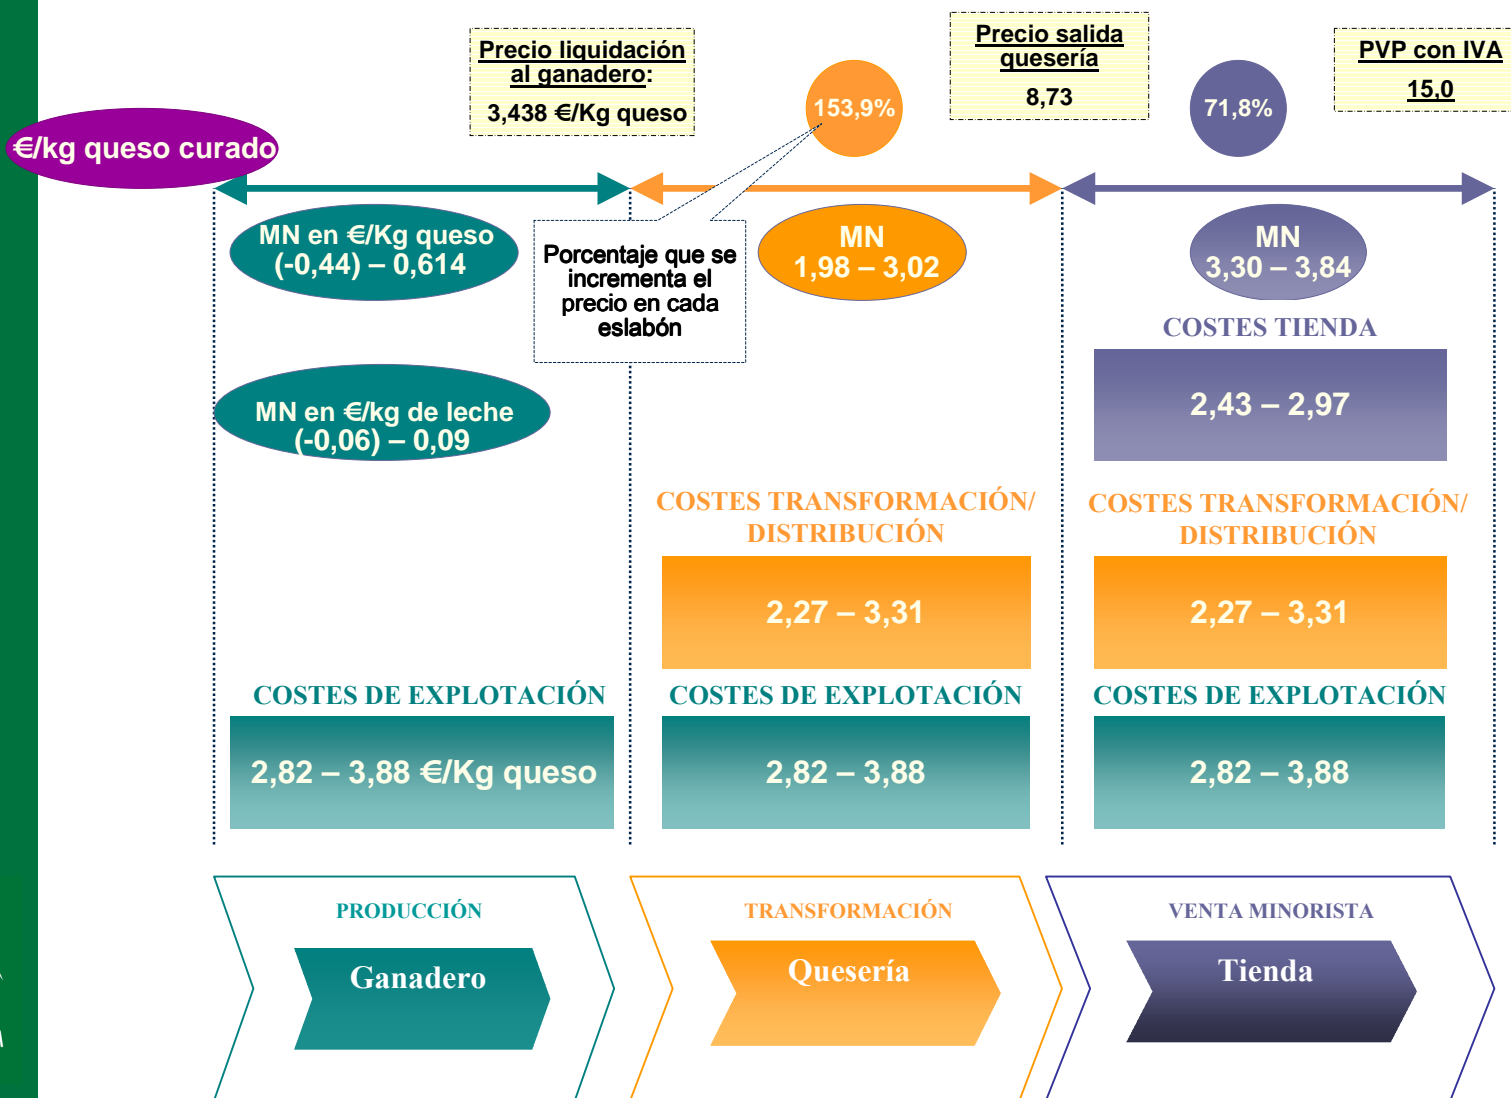 Precio liquidación
al ganadero:
3,438 €/Kg queso
153,9%
Precio salida
quesería
8,73
71,8%
PVP con IVA
15,0
€/kg queso curado
MN en €/Kg queso
(-0,44) – 0,614
Porcentaje que se
incrementa el
precio en cada
eslabón
MN
1,98 – 3,02
MN
3,30 – 3,84
COSTES TIENDA
2,43 – 2,97
MN en €/kg de leche
(-0,06) – 0,09
COSTES TRANSFORMACIÓN/
DISTRIBUCIÓN
2,27 – 3,31
COSTES TRANSFORMACIÓN/
DISTRIBUCIÓN
2,27 – 3,31
COSTES DE EXPLOTACIÓN
2,82 – 3,88 €/Kg queso
COSTES DE EXPLOTACIÓN
2,82 – 3,88
COSTES DE EXPLOTACIÓN
2,82 – 3,88
PRODUCCIÓN
Ganadero
TRANSFORMACIÓN
Quesería
VENTA MINORISTA
Tienda